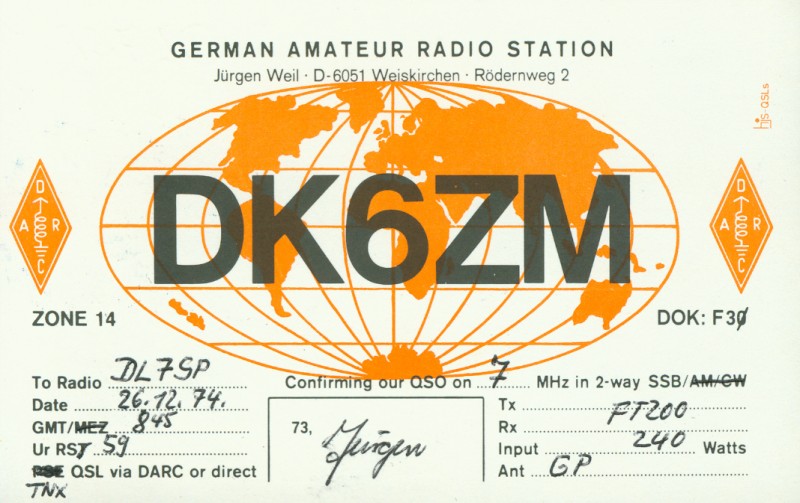 GERMAN AMATEUR RADIO STATION
Jürgen Weil · D-6051 Weiskirchen · Rödernweg 2
hjs-QSLs
DK6ZM
D A R C
D A R C
ZONE 14
DOK: F30
To Radio DL7SP
Confirming our QSO on 7 MHz in 2-way SSB/AM/CW
Date 26.12.74.
GMT/MEZ 845
Ur RST 59
PSE QSL via DARC or direct
TNX
73, Jürgen
Tx FT200
Rx
Input 240 Watts
Ant GP